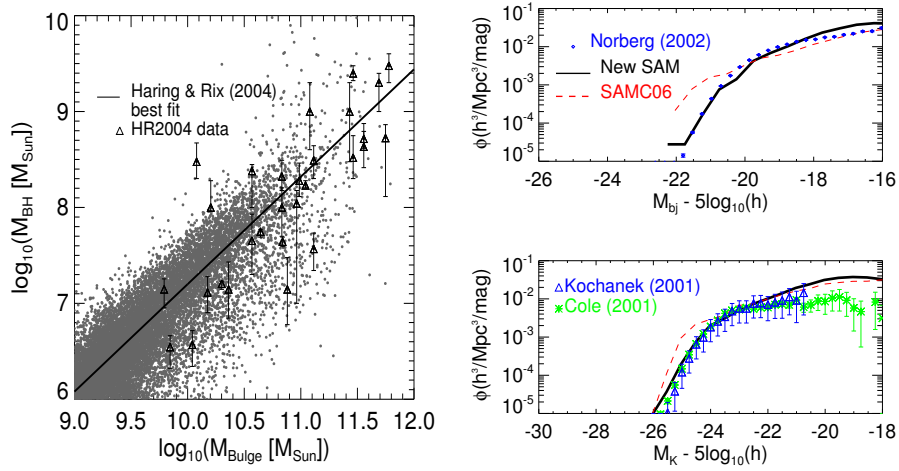 10
9
8
7
6
log10(MBH [MSun])
Haring & Rix (2004)
best fit
HR2004 data
9.0 9.5 10.0 10.5 11.0 11.5 12.0
log10(MBulge [MSun])
10^-1
10^-2
10^-3
10^-4
10^-5
ϕ(h^3/Mpc^3/mag)
Norberg (2002)
New SAM
SAMC06
-26 -24 -22 -20 -18 -16
Mbj - 5log10(h)
10^-1
10^-2
10^-3
10^-4
10^-5
ϕ(h^3/Mpc^3/mag)
Kochanek (2001)
Cole (2001)
-30 -28 -26 -24 -22 -20 -18
MK - 5log10(h)